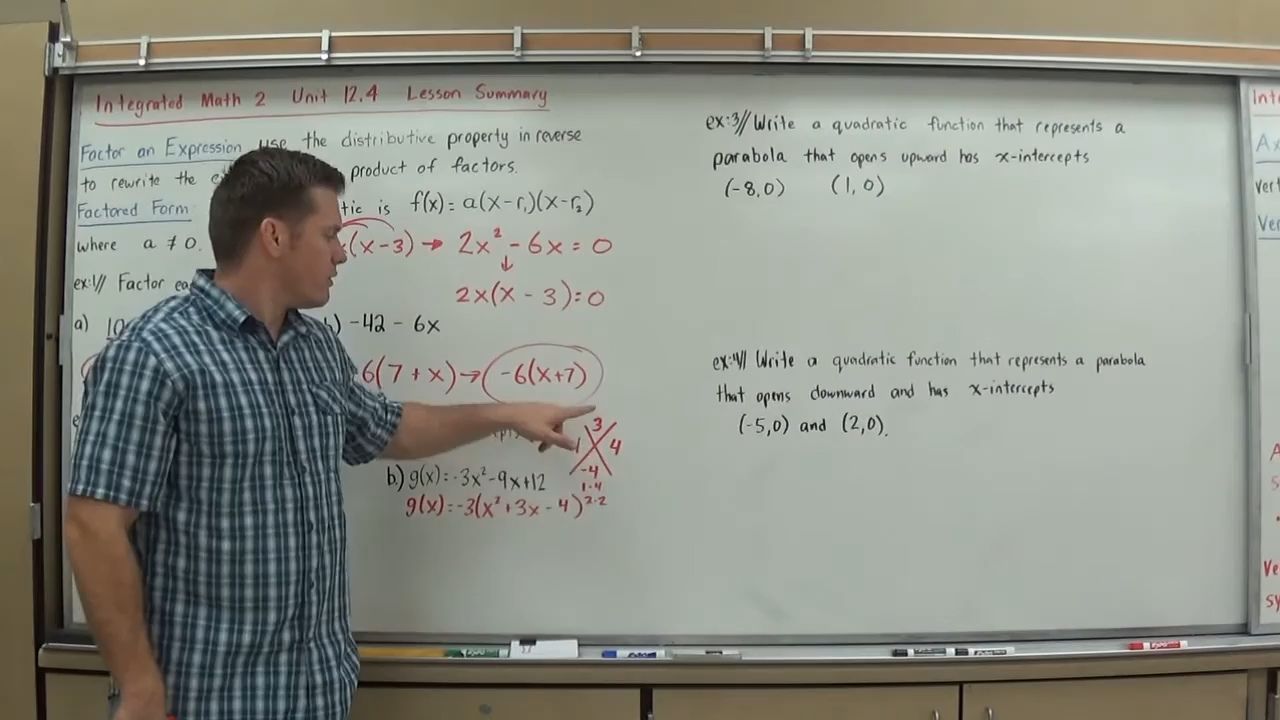 Integrated Math 2 Unit 12.4 Lesson Summary
Factor an Expression use the distributive property in reverse
to rewrite the product of factors.
Factored Form: is f(x)= a(x-r₁)(x-r₂)
where a ≠ 0.
(x-3) → 2x² - 6x = 0
↓
2x(x - 3)=0
ex:1// Factor
a) 10 b) -42 - 6x
6(7 + x) → -6(x+7)
3
1 4
-4
b.) g(x)=-3x²-9x+12 1·4
g(x)=-3(x²+3x-4) 2·2
ex:3// Write a quadratic function that represents a
parabola that opens upward has x-intercepts
(-8,0) (1,0)
ex:4// Write a quadratic function that represents a parabola
that opens downward and has x-intercepts
(-5,0) and (2,0).